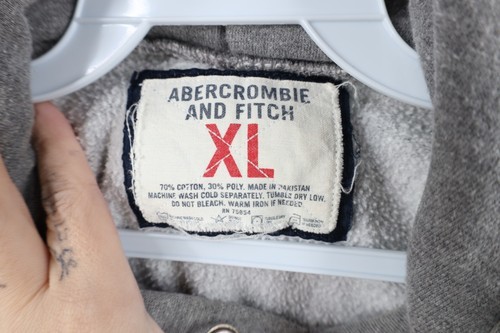 ABERCROMBIE
AND FITCH
XL
70% COTTON, 30% POLY. MADE IN PAKISTAN
MACHINE WASH COLD SEPARATELY. TUMBLE DRY LOW.
DO NOT BLEACH. WARM IRON IF NEEDED.
RN 75654